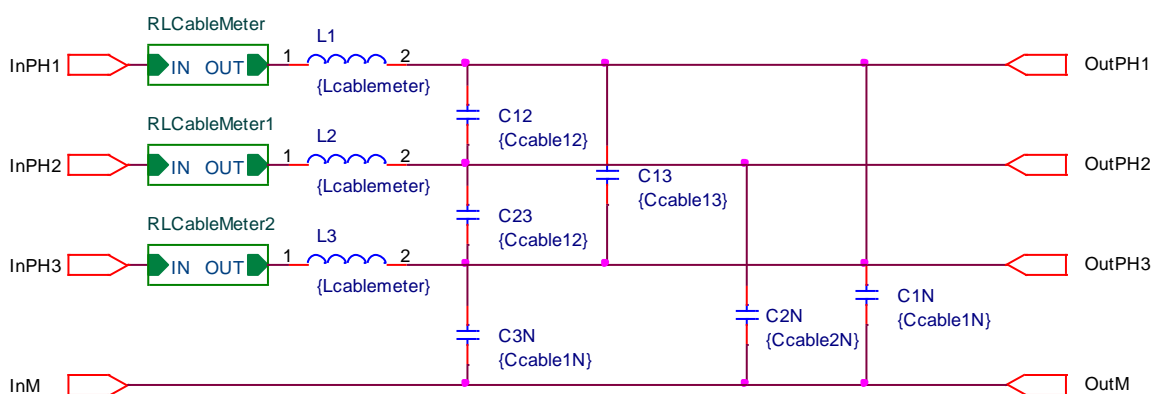 RLCableMeter
L1
InPH1
IN OUT
1
2
OutPH1
{Lcablemeter}
C12
{Ccable12}
RLCableMeter1
L2
InPH2
IN OUT
1
2
OutPH2
{Lcablemeter}
C13
{Ccable13}
C23
{Ccable12}
RLCableMeter2
L3
InPH3
IN OUT
1
2
OutPH3
{Lcablemeter}
C1N
{Ccable1N}
C2N
{Ccable2N}
C3N
{Ccable1N}
InM
OutM